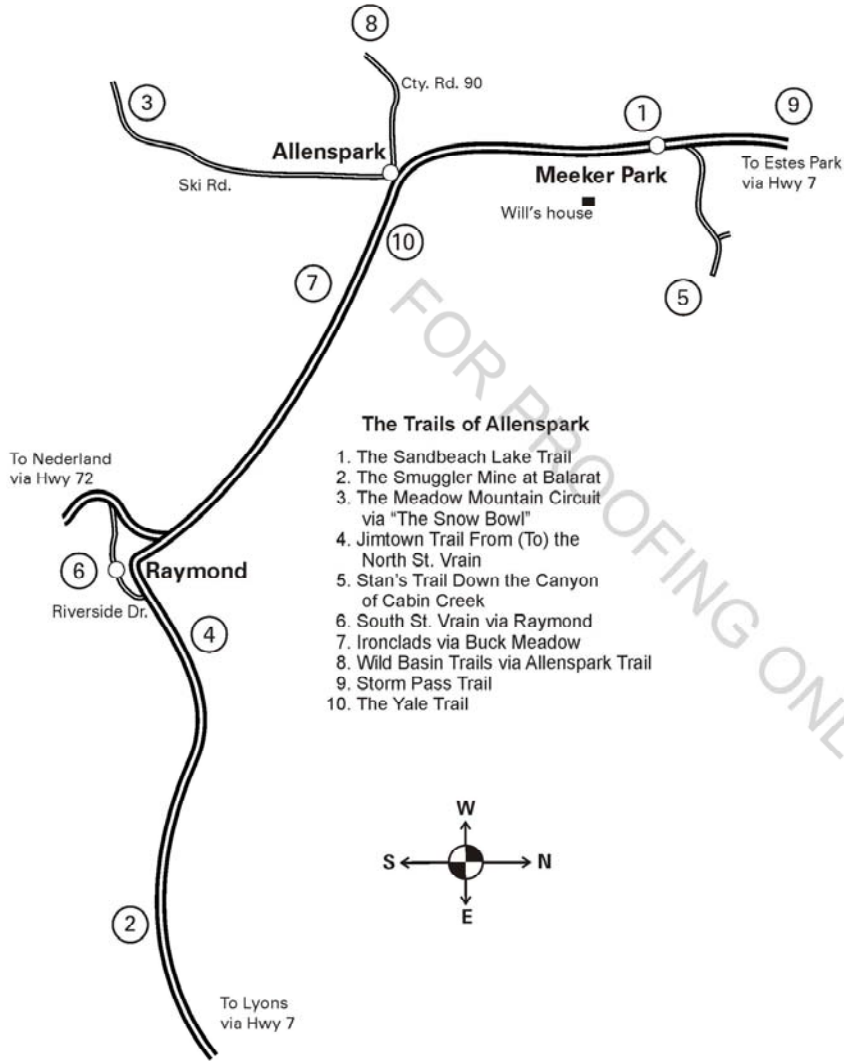 8
Cty. Rd. 90
3
1
9
Allenspark
Ski Rd.
Meeker Park
To Estes Park
via Hwy 7
Will's house
10
7
5
FOR PROOFING ONL
The Trails of Allenspark
1. The Sandbeach Lake Trail
2. The Smuggler Mine at Balarat
3. The Meadow Mountain Circuit
via "The Snow Bowl"
4. Jimtown Trail From (To) the
North St. Vrain
5. Stan's Trail Down the Canyon
of Cabin Creek
6. South St. Vrain via Raymond
7. Ironclads via Buck Meadow
8. Wild Basin Trails via Allenspark Trail
9. Storm Pass Trail
10. The Yale Trail
To Nederland
via Hwy 72
6
Raymond
Riverside Dr.
4
W
S
N
E
2
To Lyons
via Hwy 7